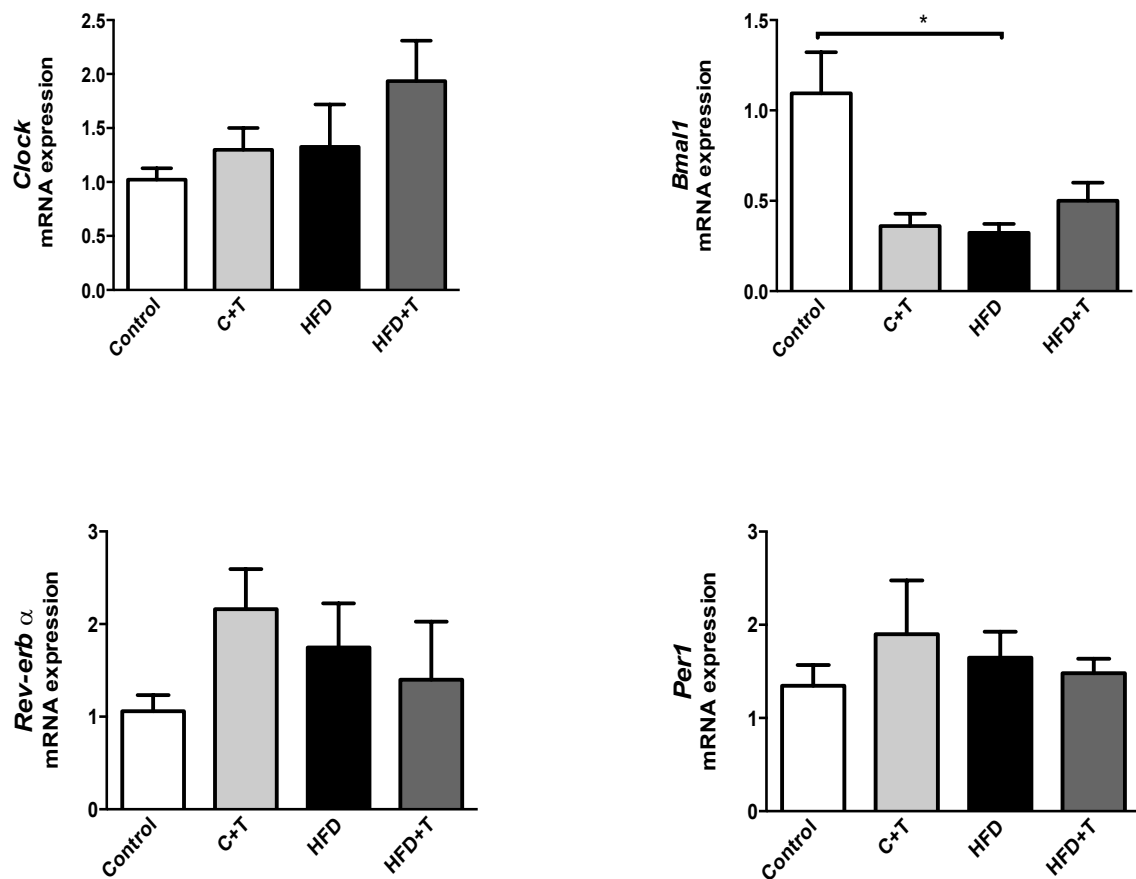 Clock
mRNA expression
2.5
2.0
1.5
1.0
0.5
0.0
Control
C+T
HFD
HFD+T
Bmal1
mRNA expression
1.5
1.0
0.5
0.0
*
Control
C+T
HFD
HFD+T
Rev-erb α
mRNA expression
3
2
1
0
Control
C+T
HFD
HFD+T
Per1
mRNA expression
3
2
1
0
Control
C+T
HFD
HFD+T